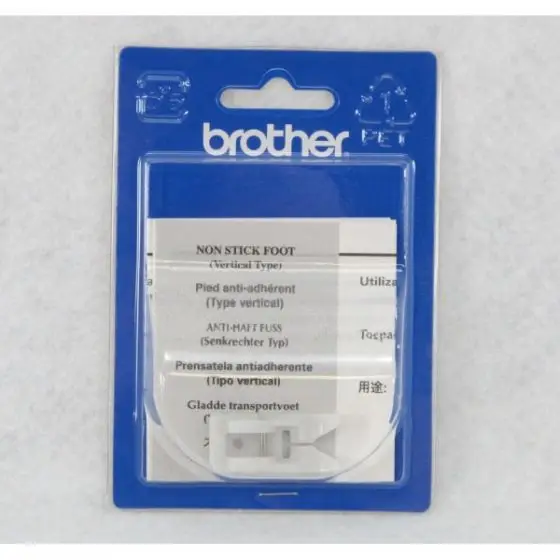 PET
brother
NON STICK FOOT
(Vertical Type)
Pied anti-adhérent
(Type vertical)
ANTI-HAFT FUSS
(Senkrechter Typ)
Prensatela antiadherente
(Tipo vertical)
Gladde transportvoet
Utiliza
Toepa
用途: